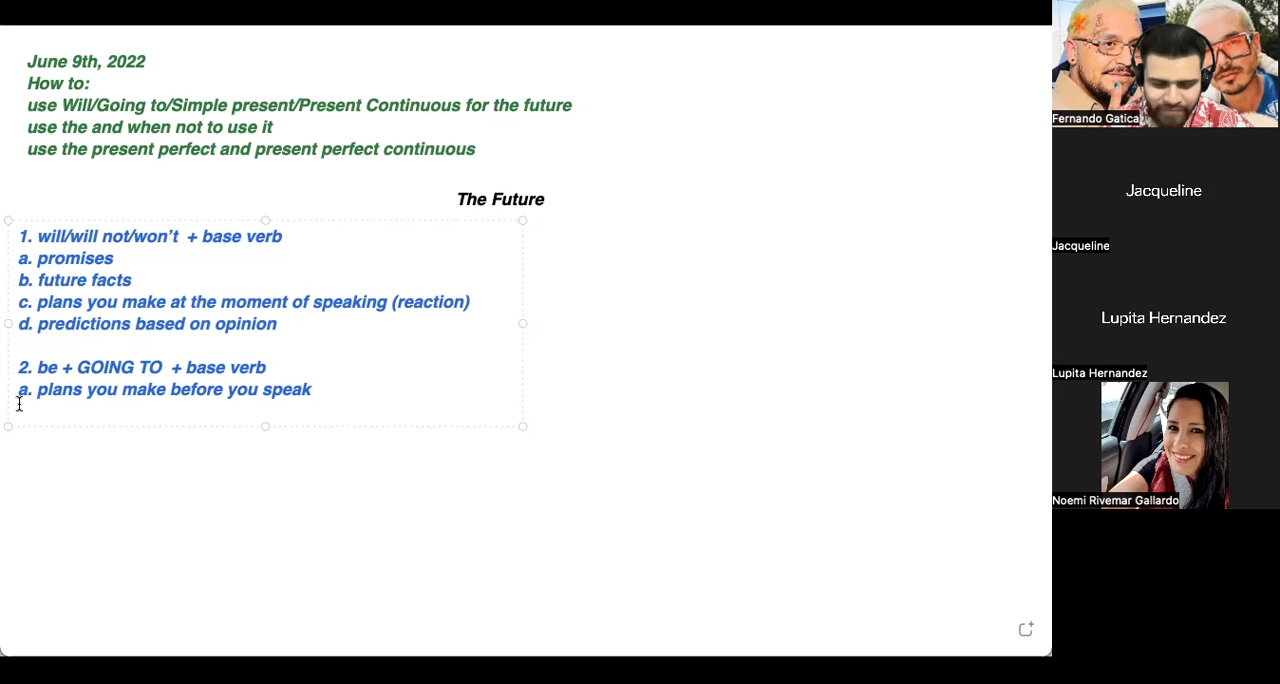 June 9th, 2022
How to:
use Will/Going to/Simple present/Present Continuous for the future
use the and when not to use it
use the present perfect and present perfect continuous
The Future
1. will/will not/won’t + base verb
a. promises
b. future facts
c. plans you make at the moment of speaking (reaction)
d. predictions based on opinion
2. be + GOING TO + base verb
a. plans you make before you speak
Fernando Gatica
Jacqueline
Jacqueline
Lupita Hernandez
Lupita Hernandez
Noemi Rivemar Gallardo